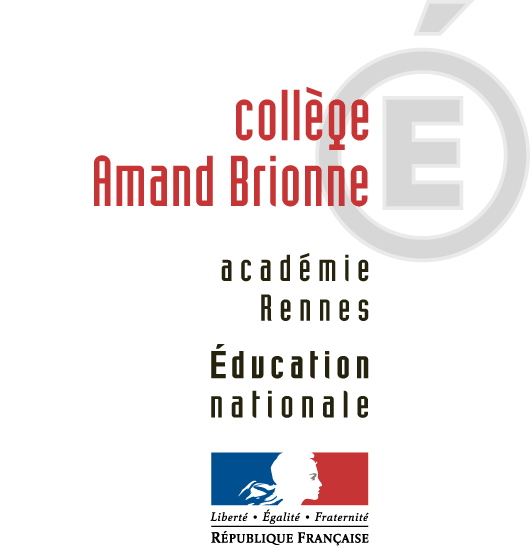 É
collège
Amand Brionne
académie
Rennes
Éducation
nationale
Liberté • Égalité • Fraternité
RÉPUBLIQUE FRANÇAISE